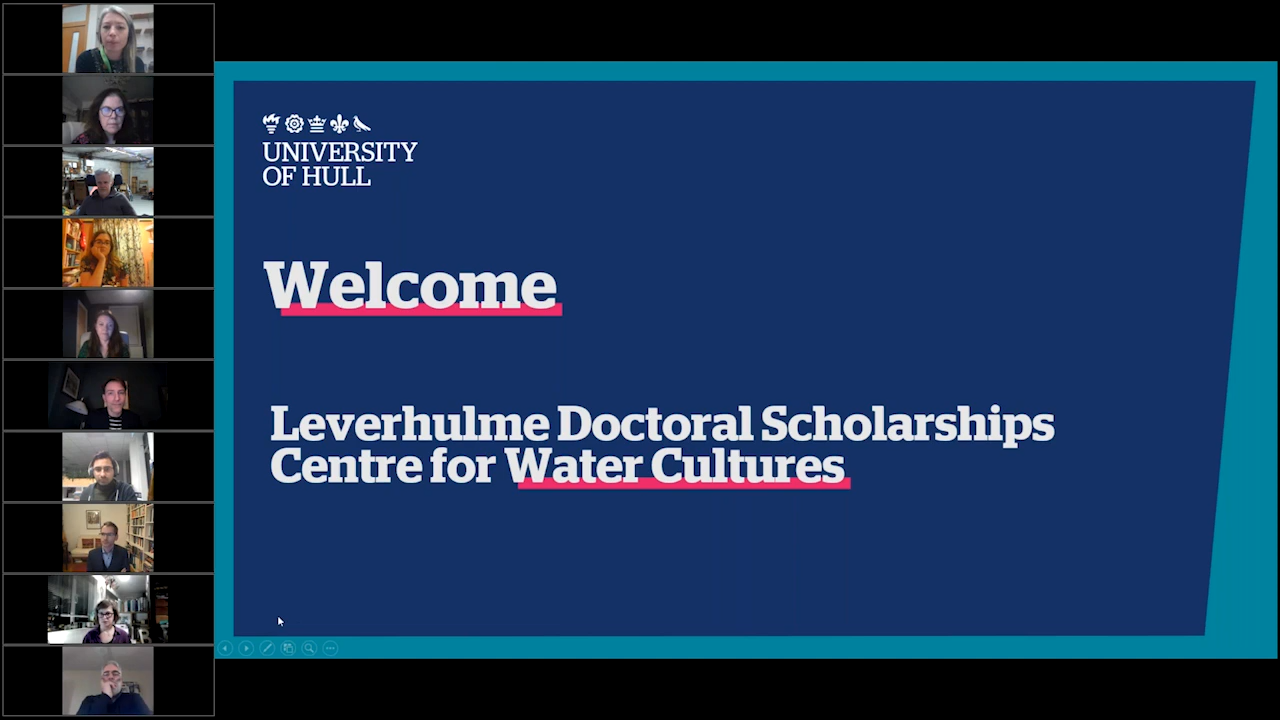 UNIVERSITY
OF HULL
Welcome
Leverhulme Doctoral Scholarships
Centre for Water Cultures